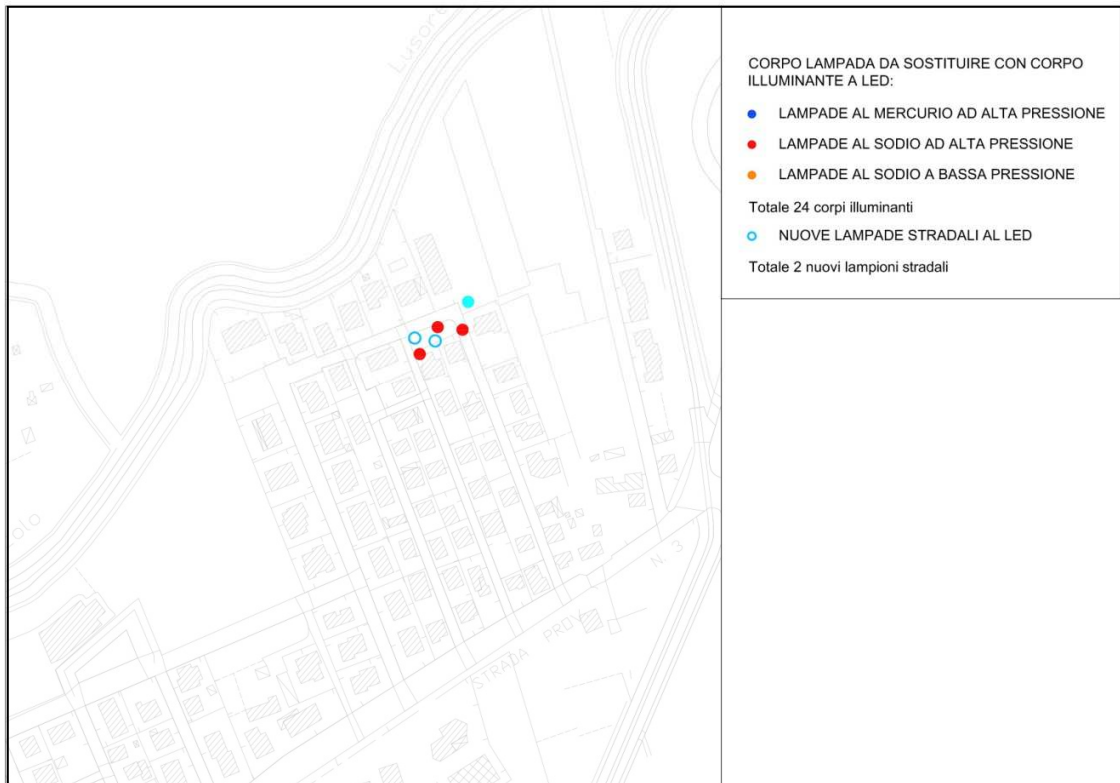 Lusore
CORPO LAMPADA DA SOSTITUIRE CON CORPO
ILLUMINANTE A LED:
LAMPADE AL MERCURIO AD ALTA PRESSIONE
LAMPADE AL SODIO AD ALTA PRESSIONE
LAMPADE AL SODIO A BASSA PRESSIONE
Totale 24 corpi illuminanti
NUOVE LAMPADE STRADALI AL LED
Totale 2 nuovi lampioni stradali
olo
STRADA PROV. N. 3